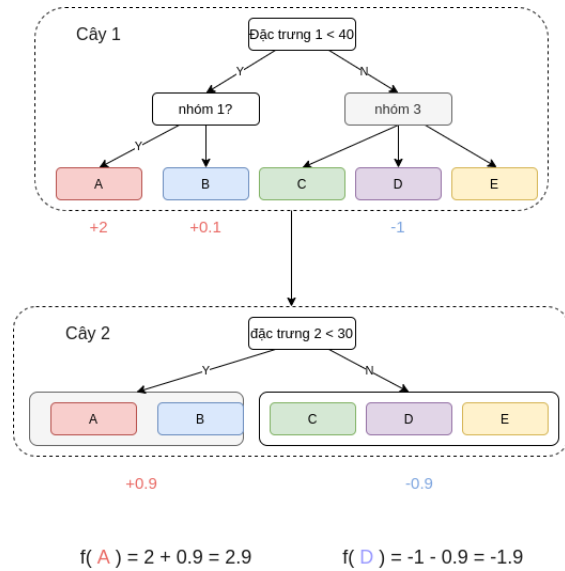 Cây 1
Đặc trưng 1 < 40
Y
N
nhóm 1?
nhóm 3
Y
A
B
C
D
E
+2
+0.1
-1
Cây 2
đặc trưng 2 < 30
Y
N
A
B
C
D
E
+0.9
-0.9
f( A ) = 2 + 0.9 = 2.9
f( D ) = -1 - 0.9 = -1.9